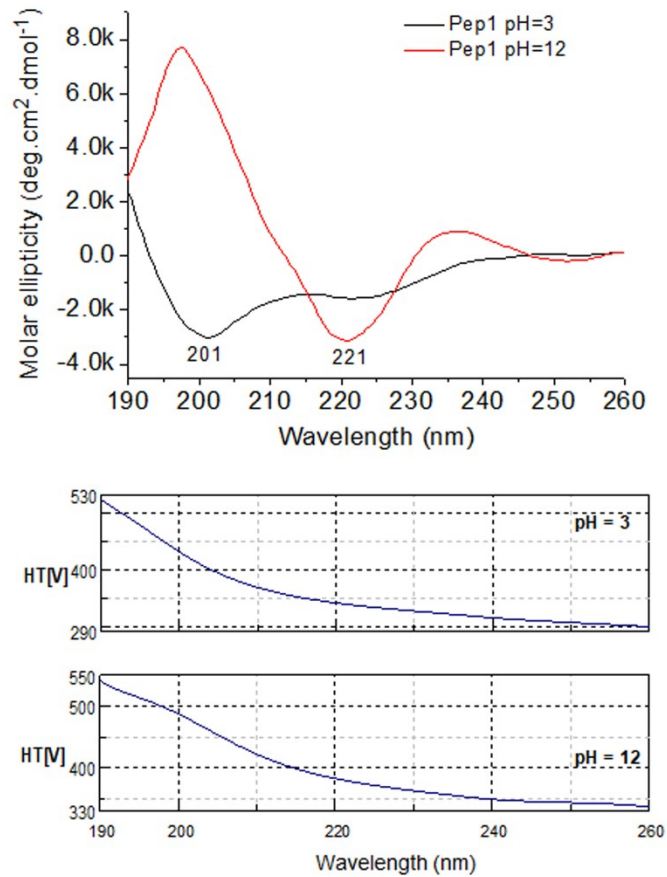 Pep1 pH=3
Pep1 pH=12
8.0k
6.0k
4.0k
2.0k
0.0
-2.0k
-4.0k
Molar ellipticity (deg.cm².dmol⁻¹)
201
221
190 200 210 220 230 240 250 260
Wavelength (nm)
530
400
290
HT[V]
pH = 3
550
500
400
330
HT[V]
pH = 12
190 200 220 240 260
Wavelength (nm)